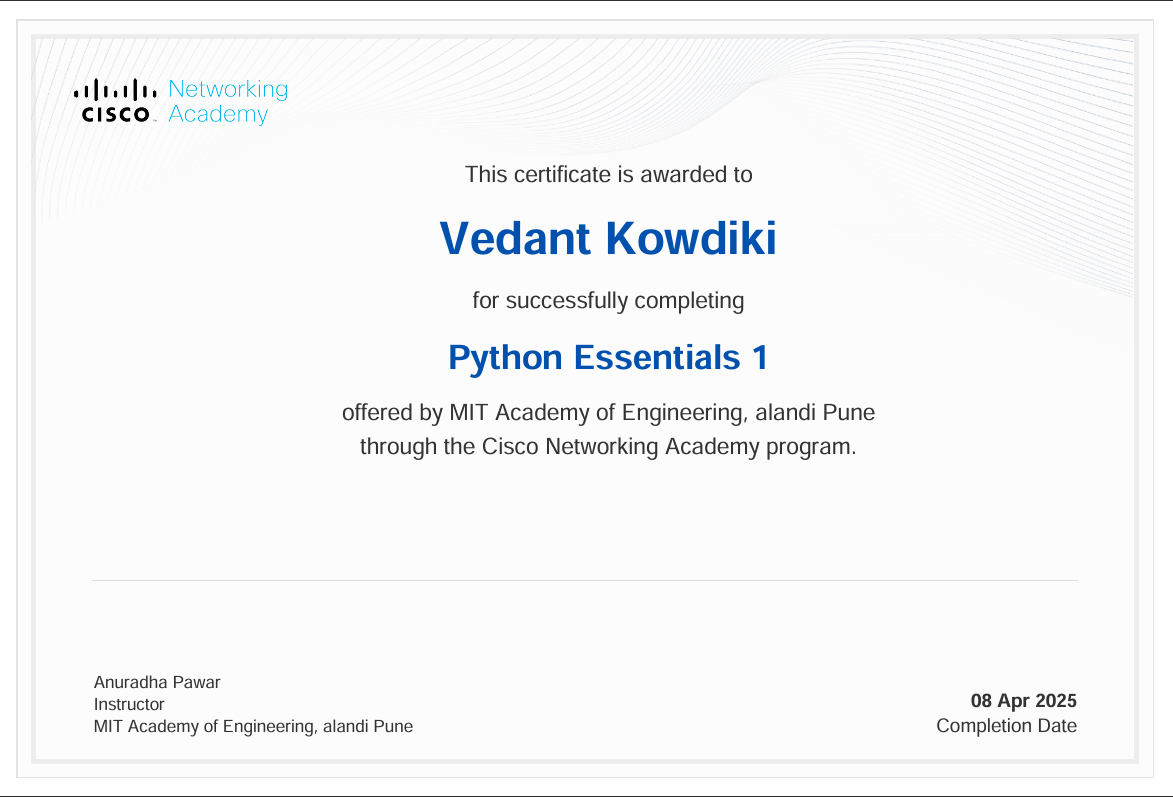 Networking
CISCO Academy
This certificate is awarded to
Vedant Kowdiki
for successfully completing
Python Essentials 1
offered by MIT Academy of Engineering, alandi Pune
through the Cisco Networking Academy program.
Anuradha Pawar
Instructor
MIT Academy of Engineering, alandi Pune
08 Apr 2025
Completion Date